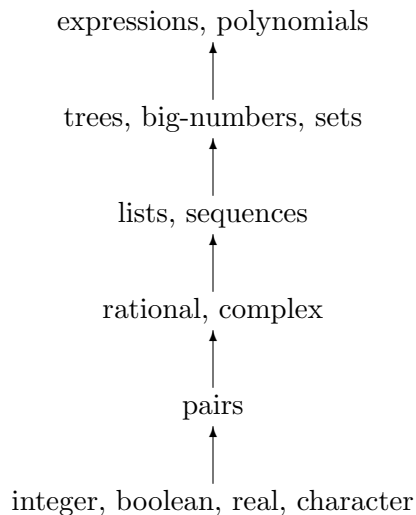 expressions, polynomials
trees, big-numbers, sets
lists, sequences
rational, complex
pairs
integer, boolean, real, character